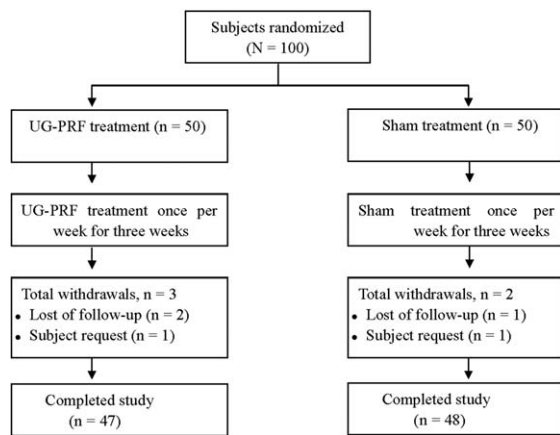 Subjects randomized
(N = 100)
UG-PRF treatment (n = 50)
Sham treatment (n = 50)
UG-PRF treatment once per
week for three weeks
Sham treatment once per
week for three weeks
Total withdrawals, n = 3
• Lost of follow-up (n = 2)
• Subject request (n = 1)
Total withdrawals, n = 2
• Lost of follow-up (n = 1)
• Subject request (n = 1)
Completed study
(n = 47)
Completed study
(n = 48)